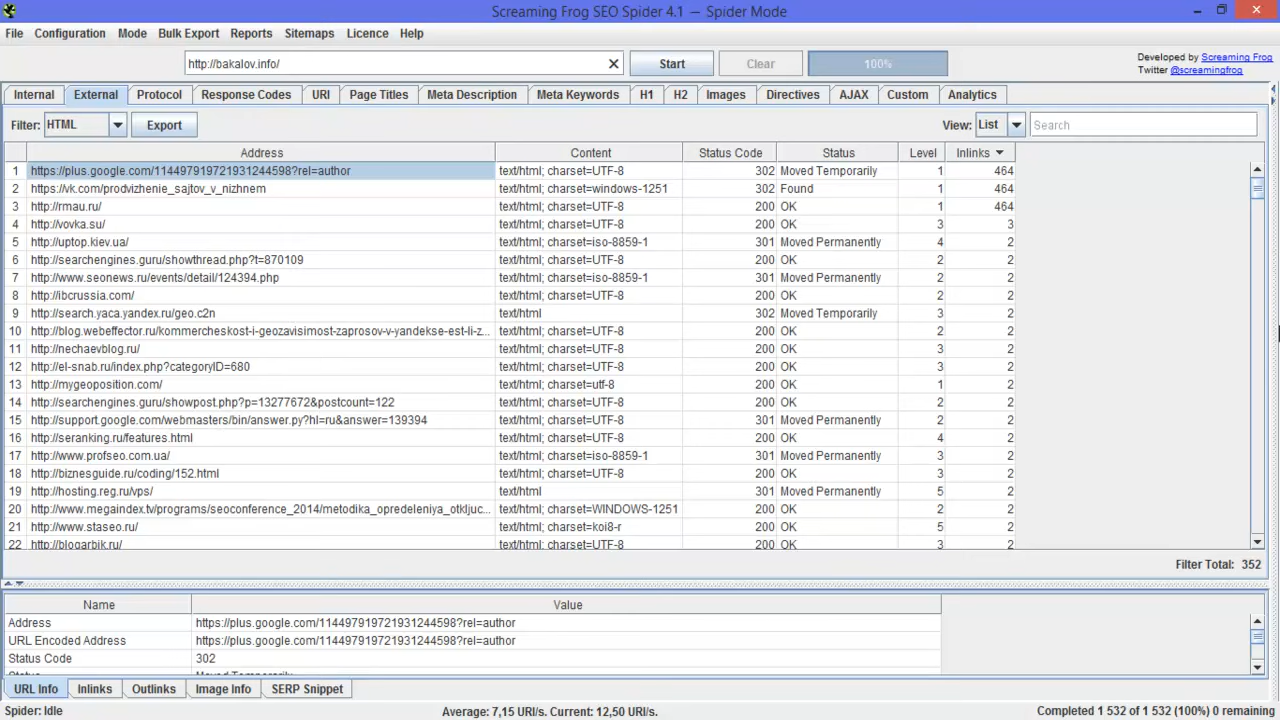 Screaming Frog SEO Spider 4.1 — Spider Mode
File Configuration Mode Bulk Export Reports Sitemaps Licence Help
http://bakalov.info/ Start Clear 100%
Developed by Screaming Frog
Twitter @screamingfrog
Internal External Protocol Response Codes URI Page Titles Meta Description Meta Keywords H1 H2 Images Directives AJAX Custom Analytics
Filter: HTML Export View: List Search
Address Content Status Code Status Level Inlinks
1 https://plus.google.com/114497919721931244598?rel=author text/html; charset=UTF-8 302 Moved Temporarily 1 464
2 https://vk.com/prodvizhenie_sajtov_v_nizhnem text/html; charset=windows-1251 302 Found 1 464
3 http://rmau.ru/ text/html; charset=UTF-8 200 OK 1 464
4 http://vovka.su/ text/html; charset=UTF-8 200 OK 3 3
5 http://uptop.kiev.ua/ text/html; charset=iso-8859-1 301 Moved Permanently 4 2
6 http://searchengines.guru/showthread.php?t=870109 text/html; charset=UTF-8 200 OK 2 2
7 http://www.seonews.ru/events/detail/124394.php text/html; charset=iso-8859-1 301 Moved Permanently 2 2
8 http://ibcrussia.com/ text/html; charset=UTF-8 200 OK 2 2
9 http://search.yaca.yandex.ru/geo.c2n text/html 302 Moved Temporarily 3 2
10 http://blog.webeffector.ru/kommercheskost-i-geozavisimost-zaprosov-v-yandekse-est-li-z... text/html; charset=UTF-8 200 OK 2 2
11 http://nechaevblog.ru/ text/html; charset=UTF-8 200 OK 3 2
12 http://el-snab.ru/index.php?categoryID=680 text/html; charset=UTF-8 200 OK 3 2
13 http://mygeoposition.com/ text/html; charset=utf-8 200 OK 1 2
14 http://searchengines.guru/showpost.php?p=13277672&postcount=122 text/html; charset=UTF-8 200 OK 2 2
15 http://support.google.com/webmasters/bin/answer.py?hl=ru&answer=139394 text/html; charset=UTF-8 301 Moved Permanently 2 2
16 http://seranking.ru/features.html text/html; charset=UTF-8 200 OK 4 2
17 http://www.profseo.com.ua/ text/html; charset=iso-8859-1 301 Moved Permanently 3 2
18 http://biznesguide.ru/coding/152.html text/html; charset=UTF-8 200 OK 3 2
19 http://hosting.reg.ru/vps/ text/html 301 Moved Permanently 5 2
20 http://www.megaindex.tv/programs/seoconference_2014/metodika_opredeleniya_otkljuc... text/html; charset=WINDOWS-1251 200 OK 2 2
21 http://www.staseo.ru/ text/html; charset=koi8-r 200 OK 5 2
22 http://blogarbik.ru/ text/html; charset=UTF-8 200 OK 3 2
Filter Total: 352
Name Value
Address https://plus.google.com/114497919721931244598?rel=author
URL Encoded Address https://plus.google.com/114497919721931244598?rel=author
Status Code 302
Status Moved Temporarily
URL Info Inlinks Outlinks Image Info SERP Snippet
Spider: Idle Average: 7,15 URI/s. Current: 12,50 URI/s. Completed 1 532 of 1 532 (100%) 0 remaining